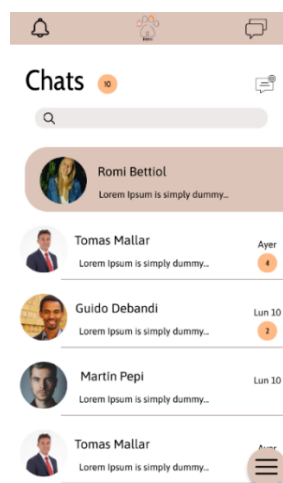 Chats 10
Romi Bettiol
Lorem Ipsum is simply dummy...
Tomas Mallar Ayer
Lorem Ipsum is simply dummy... 4
Guido Debandi Lun 10
Lorem Ipsum is simply dummy... 2
Martin Pepi Lun 10
Lorem Ipsum is simply dummy...
Tomas Mallar Ayer
Lorem Ipsum is simply dummy...